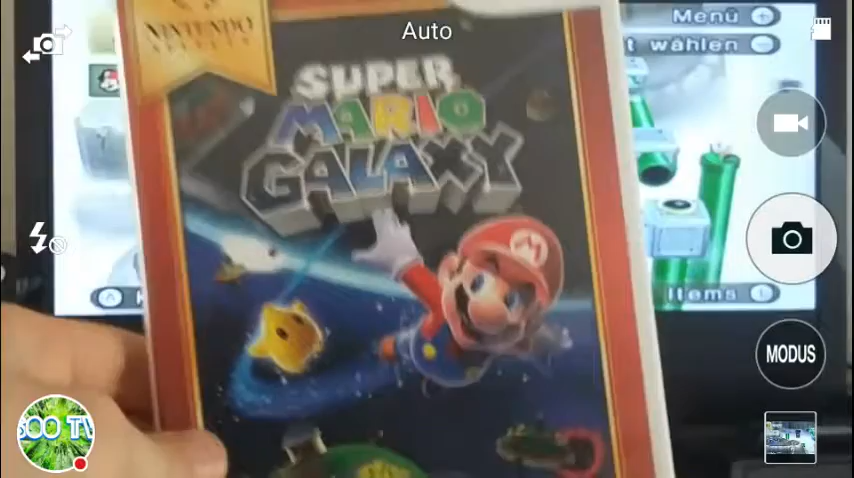 Auto
Menü +
t wählen −
NINTENDO
SUPER
MARIO
GALAXY
M
A
Items
MODUS